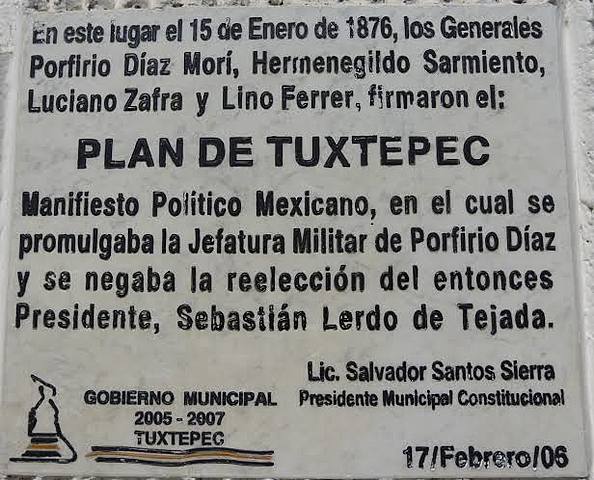 En este lugar el 15 de Enero de 1876, los Generales
Porfirio Díaz Morí, Hermenegildo Sarmiento,
Luciano Zafra y Lino Ferrer, firmaron el:
PLAN DE TUXTEPEC
Manifiesto Político Mexicano, en el cual se
promulgaba la Jefatura Militar de Porfirio Díaz
y se negaba la reelección del entonces
Presidente, Sebastián Lerdo de Tejada.
Lic. Salvador Santos Sierra
Presidente Municipal Constitucional
GOBIERNO MUNICIPAL
2005 - 2007
TUXTEPEC
17/Febrero/06